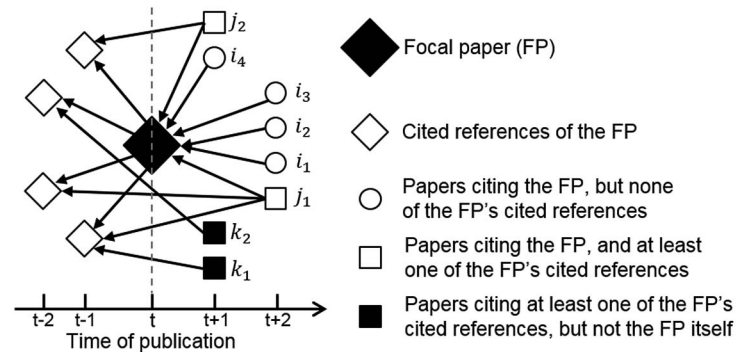 j₂
i₄
i₃
i₂
i₁
j₁
k₂
k₁
t-2 t-1 t t+1 t+2
Time of publication
Focal paper (FP)
Cited references of the FP
Papers citing the FP, but none
of the FP's cited references
Papers citing the FP, and at least
one of the FP's cited references
Papers citing at least one of the FP's
cited references, but not the FP itself